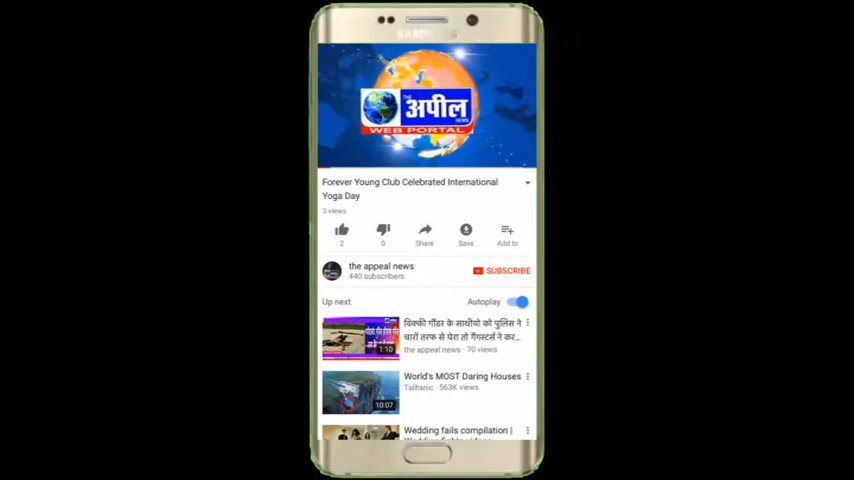 SAMSUNG
THE अपील NEWS
WEB PORTAL
Forever Young Club Celebrated International
Yoga Day
3 views
2
0
Share
Save
Add to
the appeal news
440 subscribers
SUBSCRIBE
Up next
Autoplay
विक्की गौंडर के साथीयो को पुलिस ने
चारों तरफ से घेरा तो गैंगस्टर्स ने कर...
the appeal news · 70 views
1:10
World's MOST Daring Houses
Talltanic · 563K views
10:07
Wedding fails compilation |